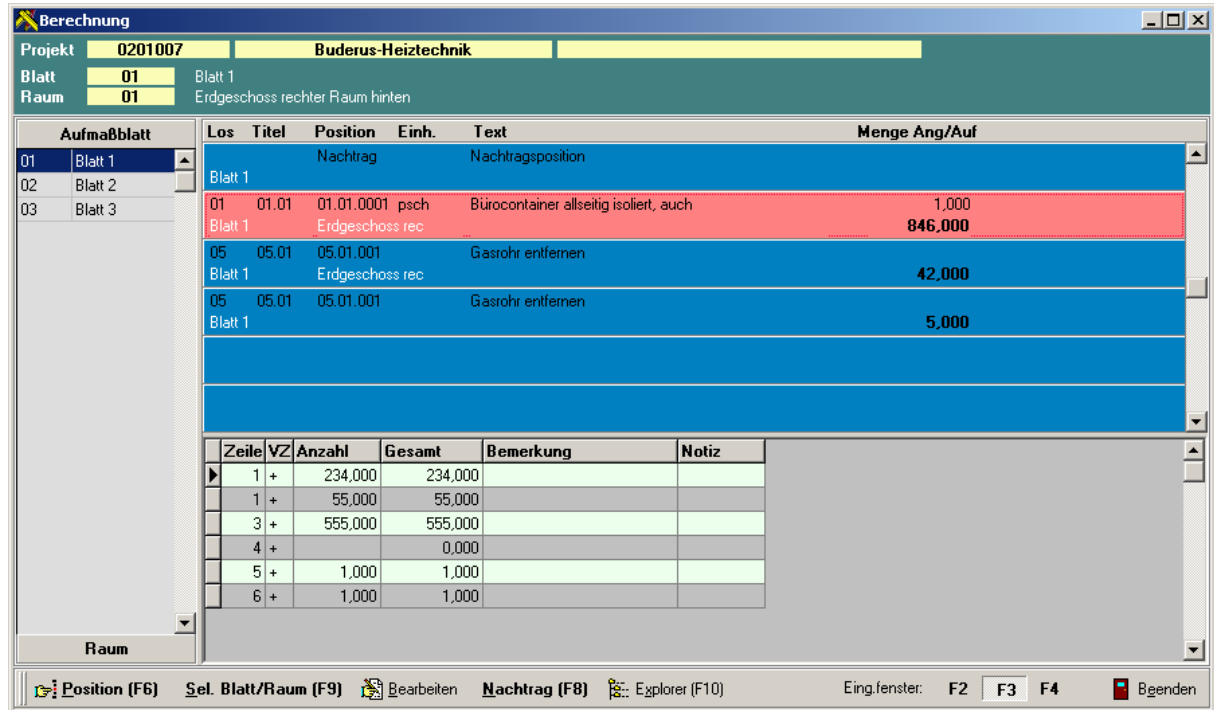 Berechnung
Projekt 0201007 Buderus-Heiztechnik
Blatt 01 Blatt 1
Raum 01 Erdgeschoss rechter Raum hinten
Aufmaßblatt
01 Blatt 1
02 Blatt 2
03 Blatt 3
Raum
Los Titel Position Einh. Text Menge Ang/Auf
Nachtrag Nachtragsposition
Blatt 1
01 01.01 01.01.0001 psch Bürocontainer allseitig isoliert, auch 1,000
Blatt 1 Erdgeschoss rec 846,000
05 05.01 05.01.001 Gasrohr entfernen
Blatt 1 Erdgeschoss rec 42,000
05 05.01 05.01.001 Gasrohr entfernen
Blatt 1 5,000
Zeile VZ Anzahl Gesamt Bemerkung Notiz
1 + 234,000 234,000
1 + 55,000 55,000
3 + 555,000 555,000
4 + 0,000
5 + 1,000 1,000
6 + 1,000 1,000
Position (F6) Sel. Blatt/Raum (F9) Bearbeiten Nachtrag (F8) Explorer (F10) Eing.fenster: F2 F3 F4 Beenden